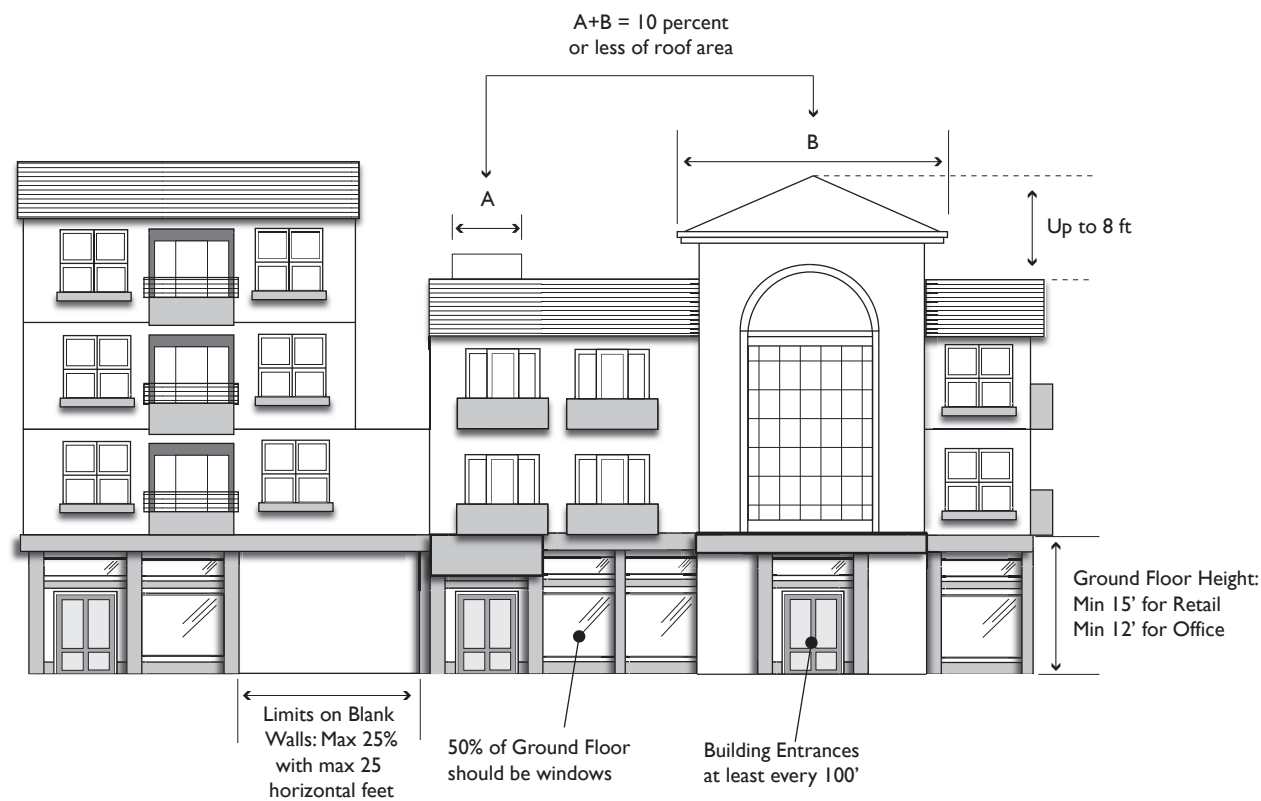 A+B = 10 percent
or less of roof area
B
A
Up to 8 ft
Ground Floor Height:
Min 15’ for Retail
Min 12’ for Office
Limits on Blank
Walls: Max 25%
with max 25
horizontal feet
50% of Ground Floor
should be windows
Building Entrances
at least every 100’